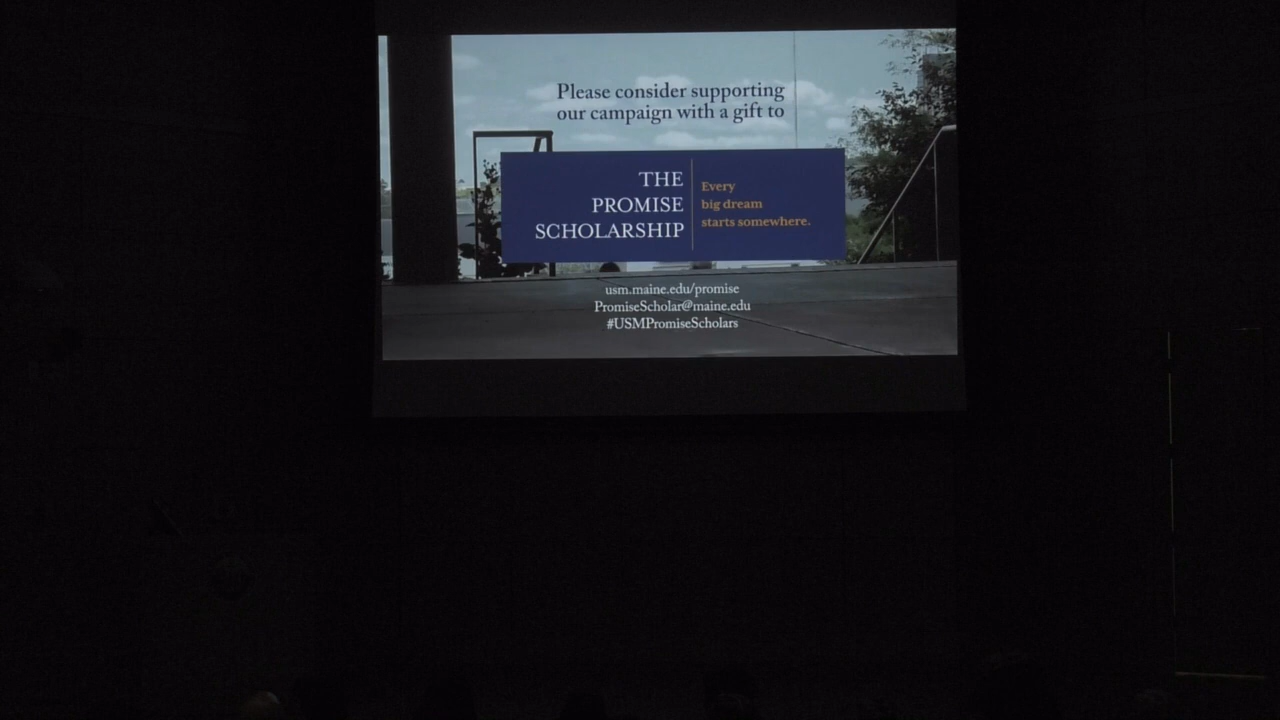 Please consider supporting
our campaign with a gift to
THE
PROMISE
SCHOLARSHIP
Every
big dream
starts somewhere.
usm.maine.edu/promise
PromiseScholar@maine.edu
#USMPromiseScholars